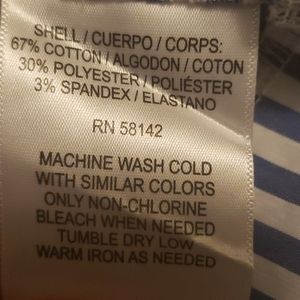 SHELL / CUERPO / CORPS:
67% COTTON / ALGODON / COTON
30% POLYESTER / POLIÉSTER
3% SPANDEX / ELASTANO
RN 58142
MACHINE WASH COLD
WITH SIMILAR COLORS
ONLY NON-CHLORINE
BLEACH WHEN NEEDED
TUMBLE DRY LOW
WARM IRON AS NEEDED